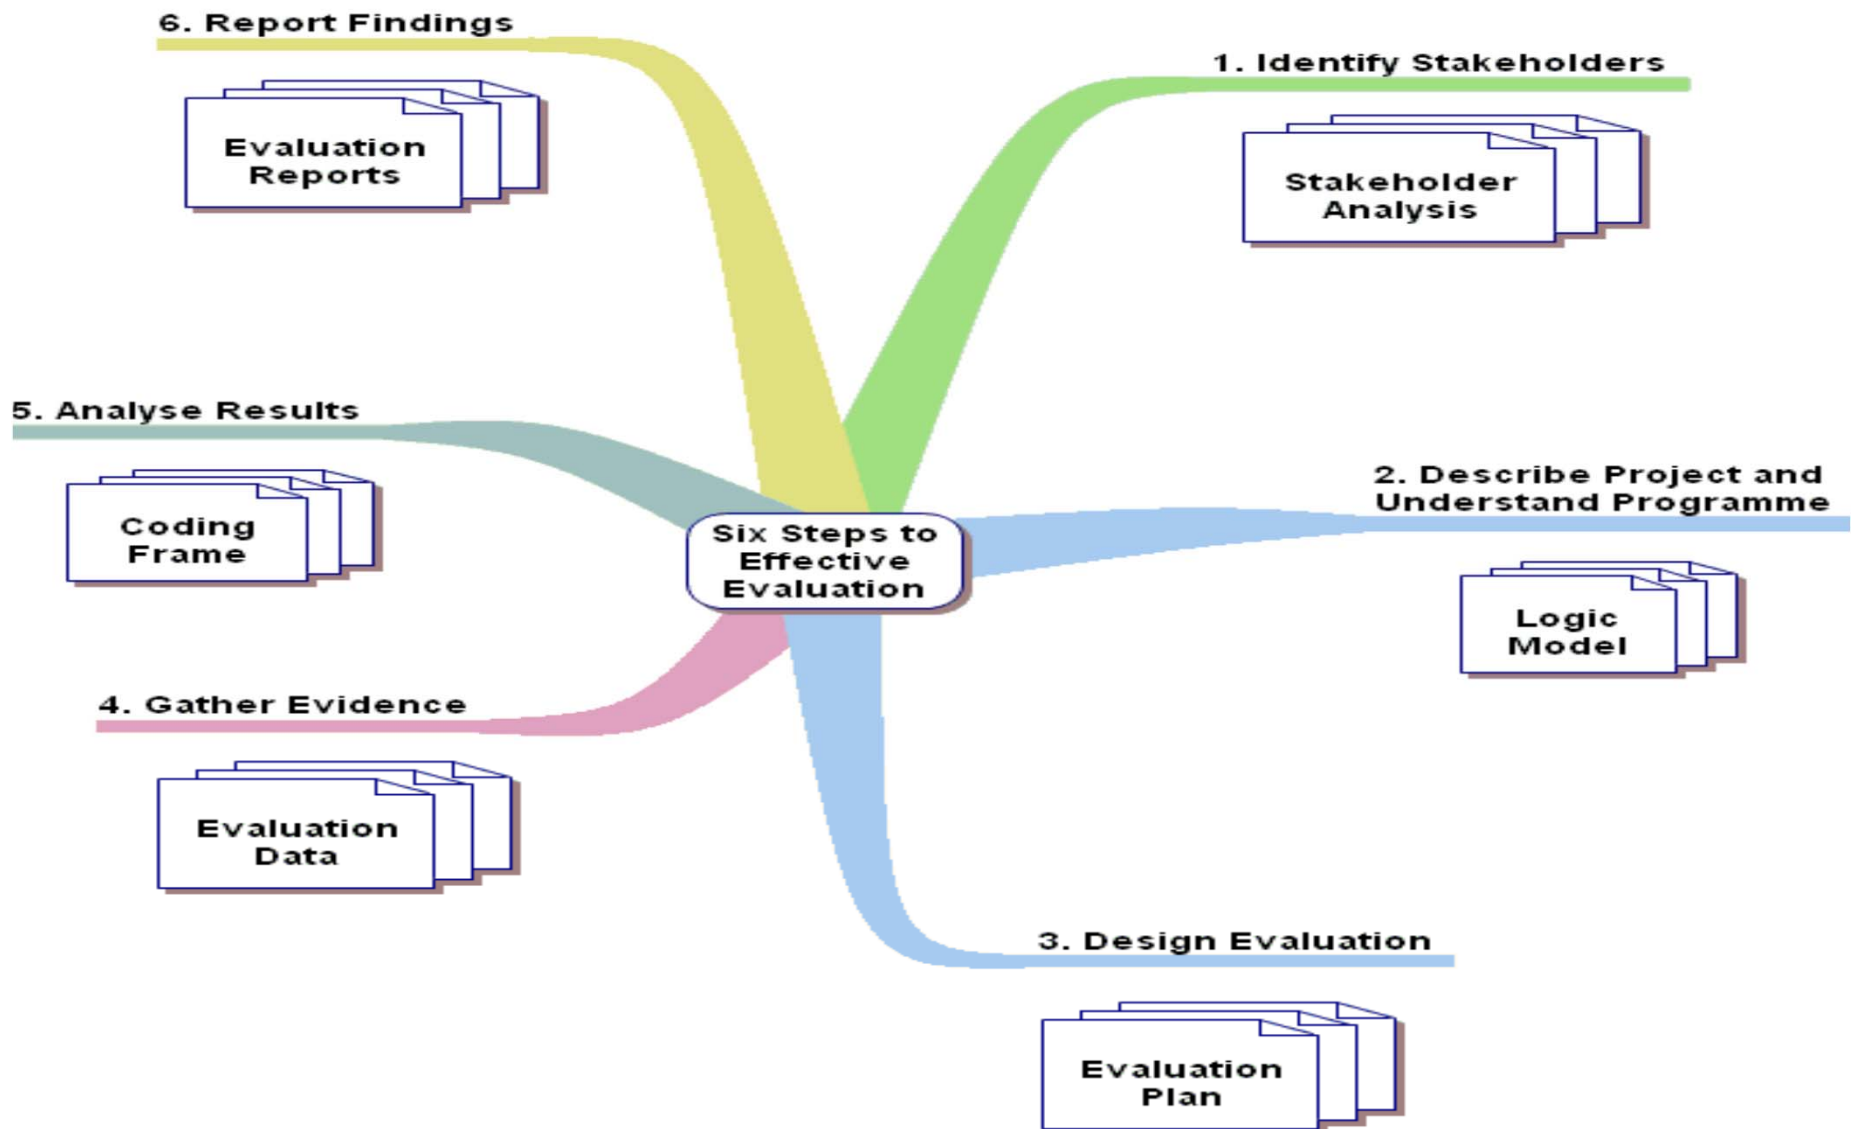 Six Steps to
Effective
Evaluation
1. Identify Stakeholders
Stakeholder
Analysis
2. Describe Project and
Understand Programme
Logic
Model
3. Design Evaluation
Evaluation
Plan
4. Gather Evidence
Evaluation
Data
5. Analyse Results
Coding
Frame
6. Report Findings
Evaluation
Reports